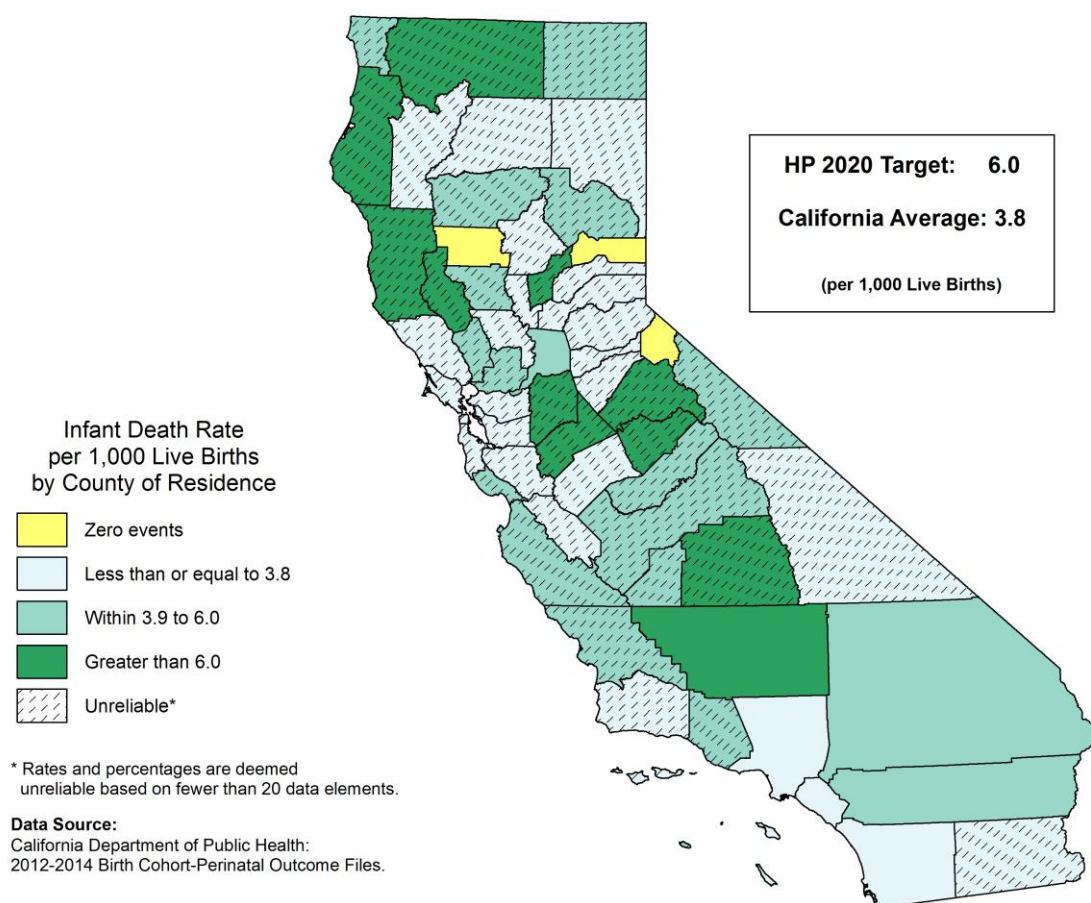 HP 2020 Target: 6.0
California Average: 3.8
(per 1,000 Live Births)
Infant Death Rate
per 1,000 Live Births
by County of Residence
Zero events
Less than or equal to 3.8
Within 3.9 to 6.0
Greater than 6.0
Unreliable*
* Rates and percentages are deemed
unreliable based on fewer than 20 data elements.
Data Source:
California Department of Public Health:
2012-2014 Birth Cohort-Perinatal Outcome Files.